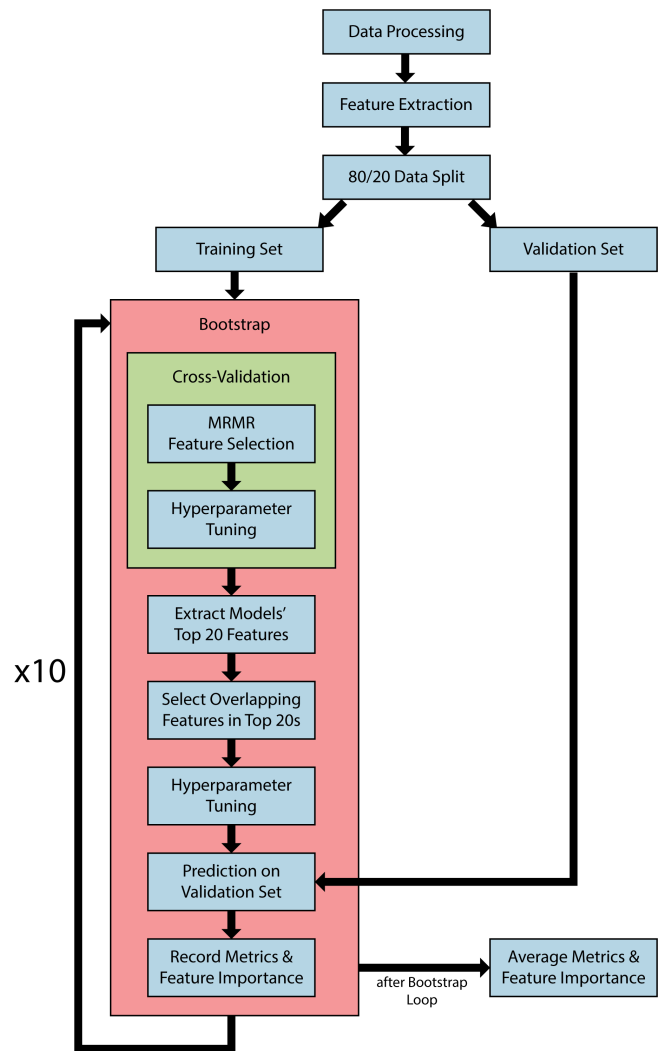 Data Processing
Feature Extraction
80/20 Data Split
Training Set
Validation Set
Bootstrap
Cross-Validation
MRMR
Feature Selection
Hyperparameter
Tuning
Extract Models’
Top 20 Features
x10
Select Overlapping
Features in Top 20s
Hyperparameter
Tuning
Prediction on
Validation Set
Record Metrics &
Feature Importance
after Bootstrap
Loop
Average Metrics &
Feature Importance